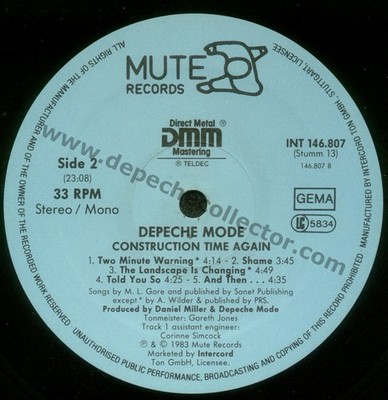 ALL RIGHTS OF THE MANUFACTURER AND OF THE OWNER OF THE RECORDED WORK RESERVED
UNAUTHORISED PUBLIC PERFORMANCE, BROADCASTING AND COPYING OF THIS RECORD PROHIBITED
MANUFACTURED BY INTERCORD TON GMBH., STUTTGART, LICENSEE.
MUTE
RECORDS
Direct Metal ®
DMM
Mastering
® TELDEC
Side 2
(23:08)
33 RPM
Stereo / Mono
INT 146.807
(Stumm 13)
146.807 B
GEMA
LC 5834
www.depechecollector.com
DEPECHE MODE
CONSTRUCTION TIME AGAIN
1. Two Minute Warning* 4:14 - 2. Shame 3:45
3. The Landscape Is Changing* 4:49
4. Told You So 4:25 - 5. And Then . . . 4:35
Songs by M. L. Gore and published by Sonet Publishing
except* by A. Wilder & published by PRS.
Produced by Daniel Miller & Depeche Mode
Tonmeister: Gareth Jones
Track 1 assistant engineer:
Corinne Simcock
℗ & © 1983 Mute Records
Marketed by Intercord
Ton GmbH., Licensee.